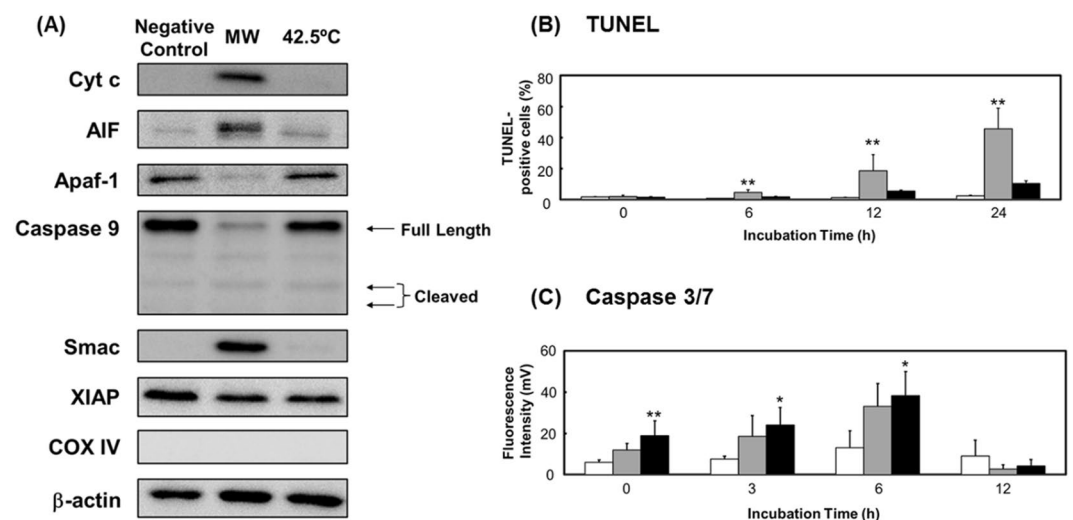 (A)
Negative
Control
MW
42.5ºC
Cyt c
AIF
Apaf-1
Caspase 9
Full Length
Cleaved
Smac
XIAP
COX IV
β-actin
(B) TUNEL
TUNEL-
positive cells (%)
80
60
40
20
0
**
**
**
0 6 12 24
Incubation Time (h)
(C) Caspase 3/7
Fluorescence
Intensity (mV)
60
40
20
0
**
*
*
0 3 6 12
Incubation Time (h)